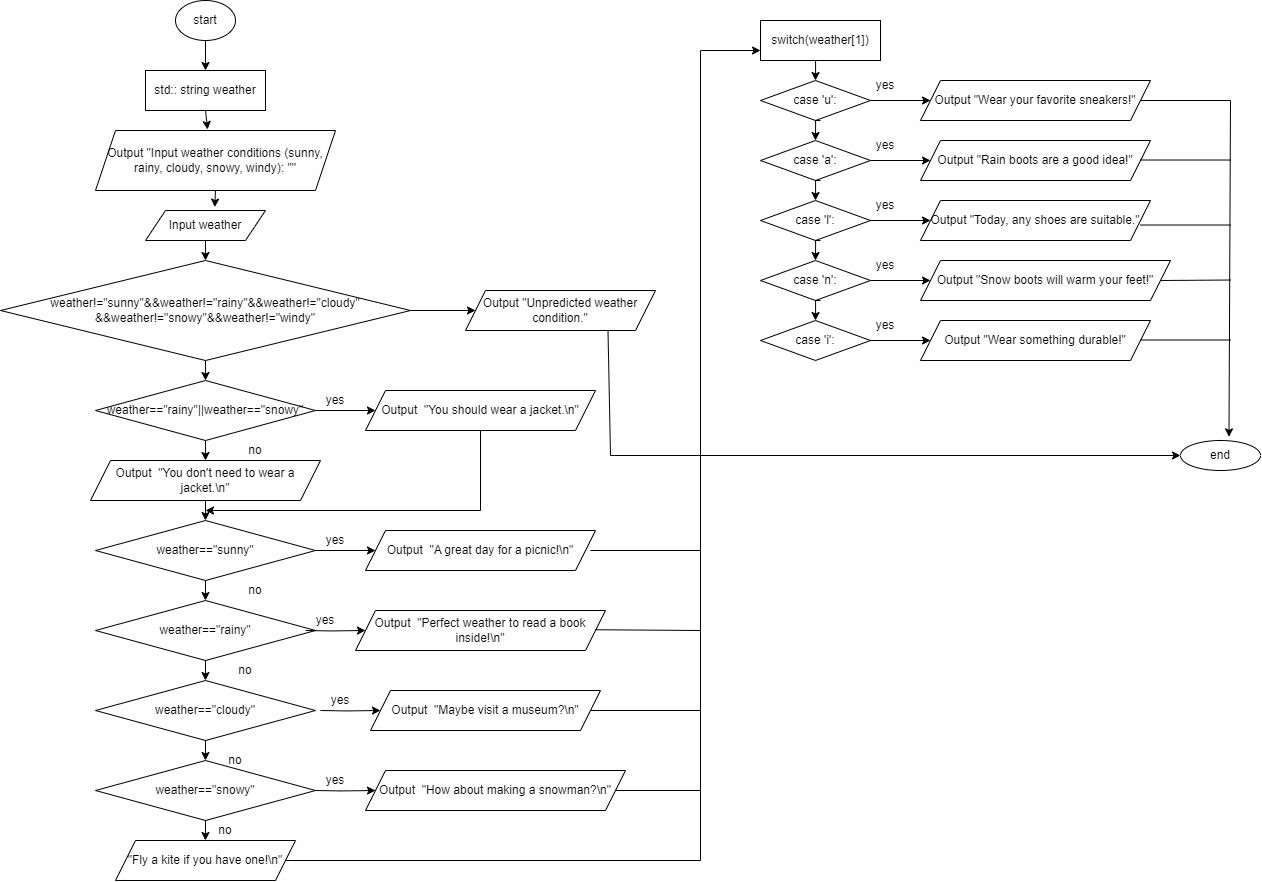 start
std:: string weather
Output "Input weather conditions (sunny,
rainy, cloudy, snowy, windy): ""
Input weather
weather!="sunny"&&weather!="rainy"&&weather!="cloudy"
&&weather!="snowy"&&weather!="windy"
Output "Unpredicted weather
condition."
weather=="rainy"||weather=="snowy"
yes
Output "You should wear a jacket.\n"
no
Output "You don't need to wear a
jacket.\n"
weather=="sunny"
yes
Output "A great day for a picnic!\n"
no
weather=="rainy"
yes
Output "Perfect weather to read a book
inside!\n"
no
weather=="cloudy"
yes
Output "Maybe visit a museum?\n"
no
weather=="snowy"
yes
Output "How about making a snowman?\n"
no
"Fly a kite if you have one!\n"
switch(weather[1])
case 'u':
yes
Output "Wear your favorite sneakers!"
case 'a':
yes
Output "Rain boots are a good idea!"
case 'l':
yes
Output "Today, any shoes are suitable."
case 'n':
yes
Output "Snow boots will warm your feet!"
case 'i':
yes
Output "Wear something durable!"
end